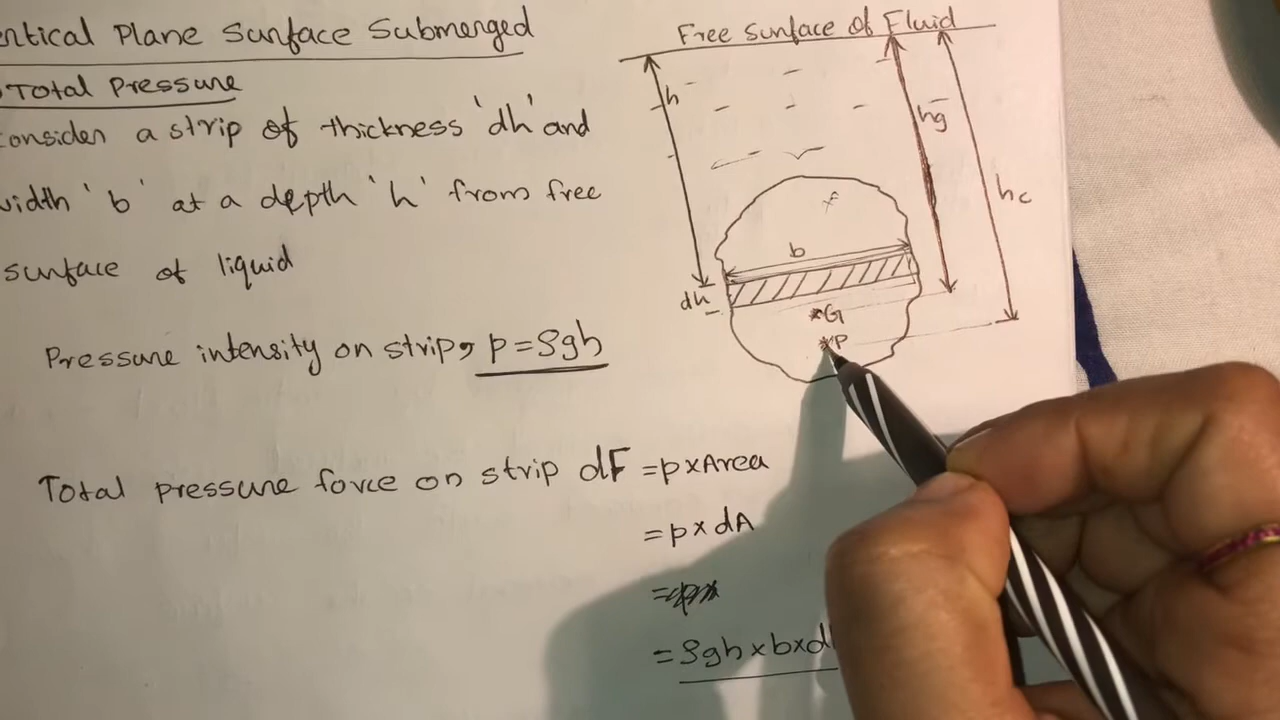 ertical Plane Surface Submerged
Total Pressure
onsider a strip of thickness 'dh' and
width 'b' at a depth 'h' from free
surface of liquid
Pressure intensity on strip, p = ρgh
Total pressure force on strip dF = p x Area
= p x dA
= ρgh x b x d
Free surface of Fluid
h
hg
hc
b
dh
G
P